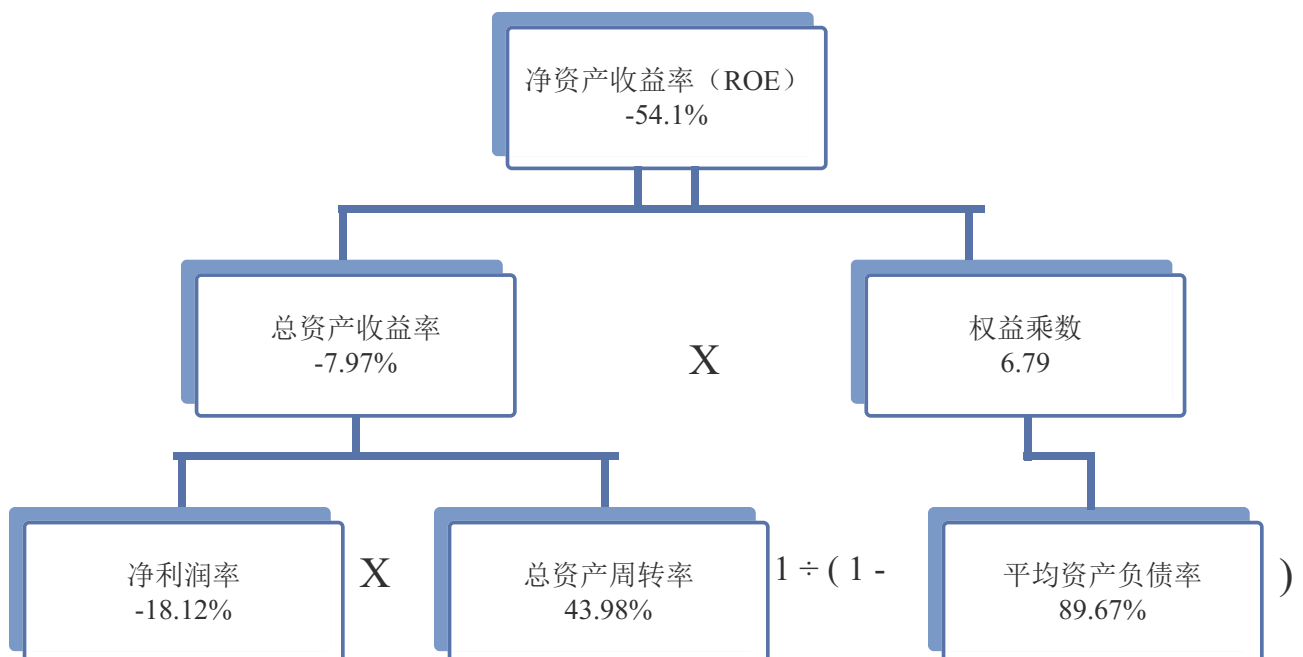 净资产收益率（ROE）
-54.1%
总资产收益率
-7.97%
X
权益乘数
6.79
净利润率
-18.12%
X
总资产周转率
43.98%
1 ÷ ( 1 -
平均资产负债率
89.67%
)